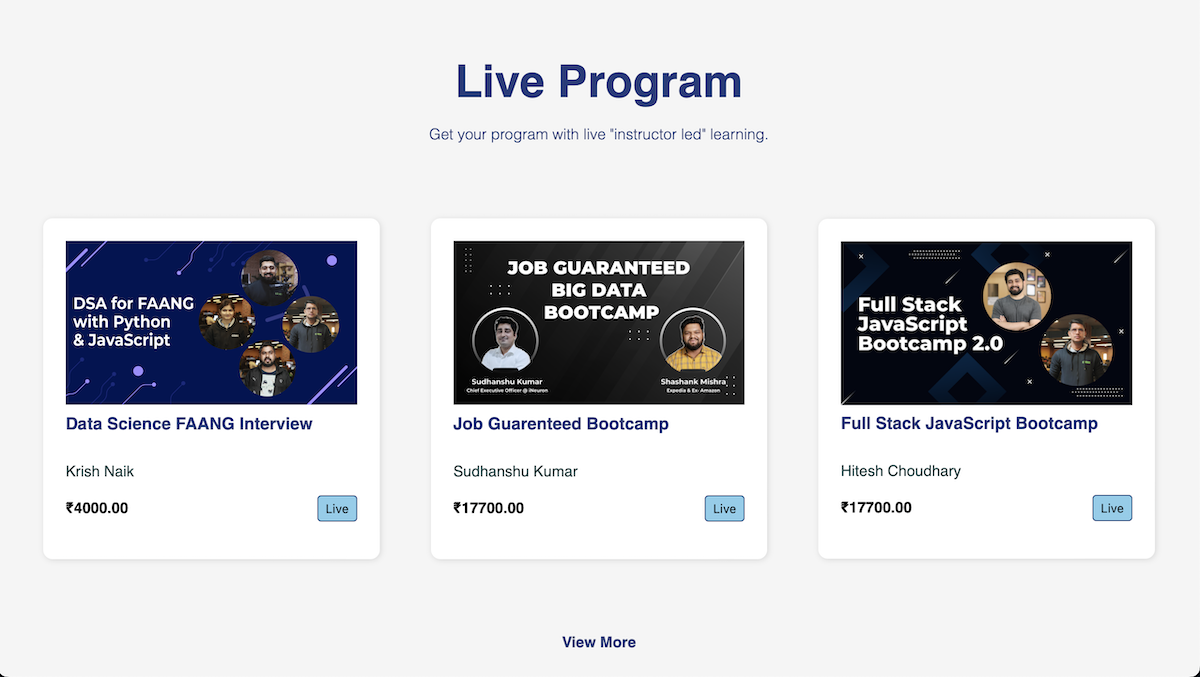 Live Program
Get your program with live "instructor led" learning.
DSA for FAANG
with Python
& JavaScript
Data Science FAANG Interview
Krish Naik
₹4000.00
Live
JOB GUARANTEED
BIG DATA
BOOTCAMP
Sudhanshu Kumar
Chief Executive Officer @ iNeuron
Shashank Mishra
Expedia & Ex- Amazon
Job Guarenteed Bootcamp
Sudhanshu Kumar
₹17700.00
Live
Full Stack
JavaScript
Bootcamp 2.0
Full Stack JavaScript Bootcamp
Hitesh Choudhary
₹17700.00
Live
View More